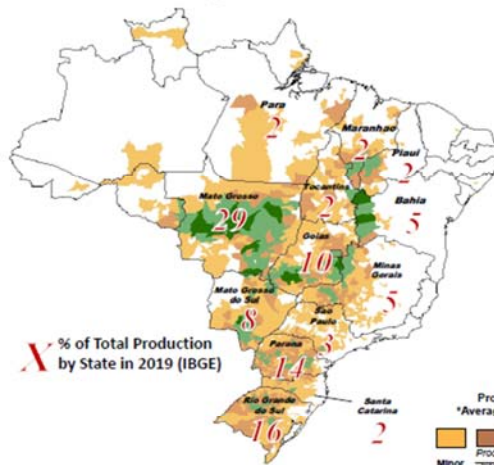 Para
2
Maranhao
2
Piaui
2
Mato Grosso
29
Tocantins
2
Bahia
5
Goias
10
Minas
Gerais
5
Mato Grosso
do Sul
8
Sao
Paulo
3
X % of Total Production
by State in 2019 (IBGE)
Parana
14
Santa
Catarina
2
Rio Grande
do Sul
16
Pro
*Average
Minor